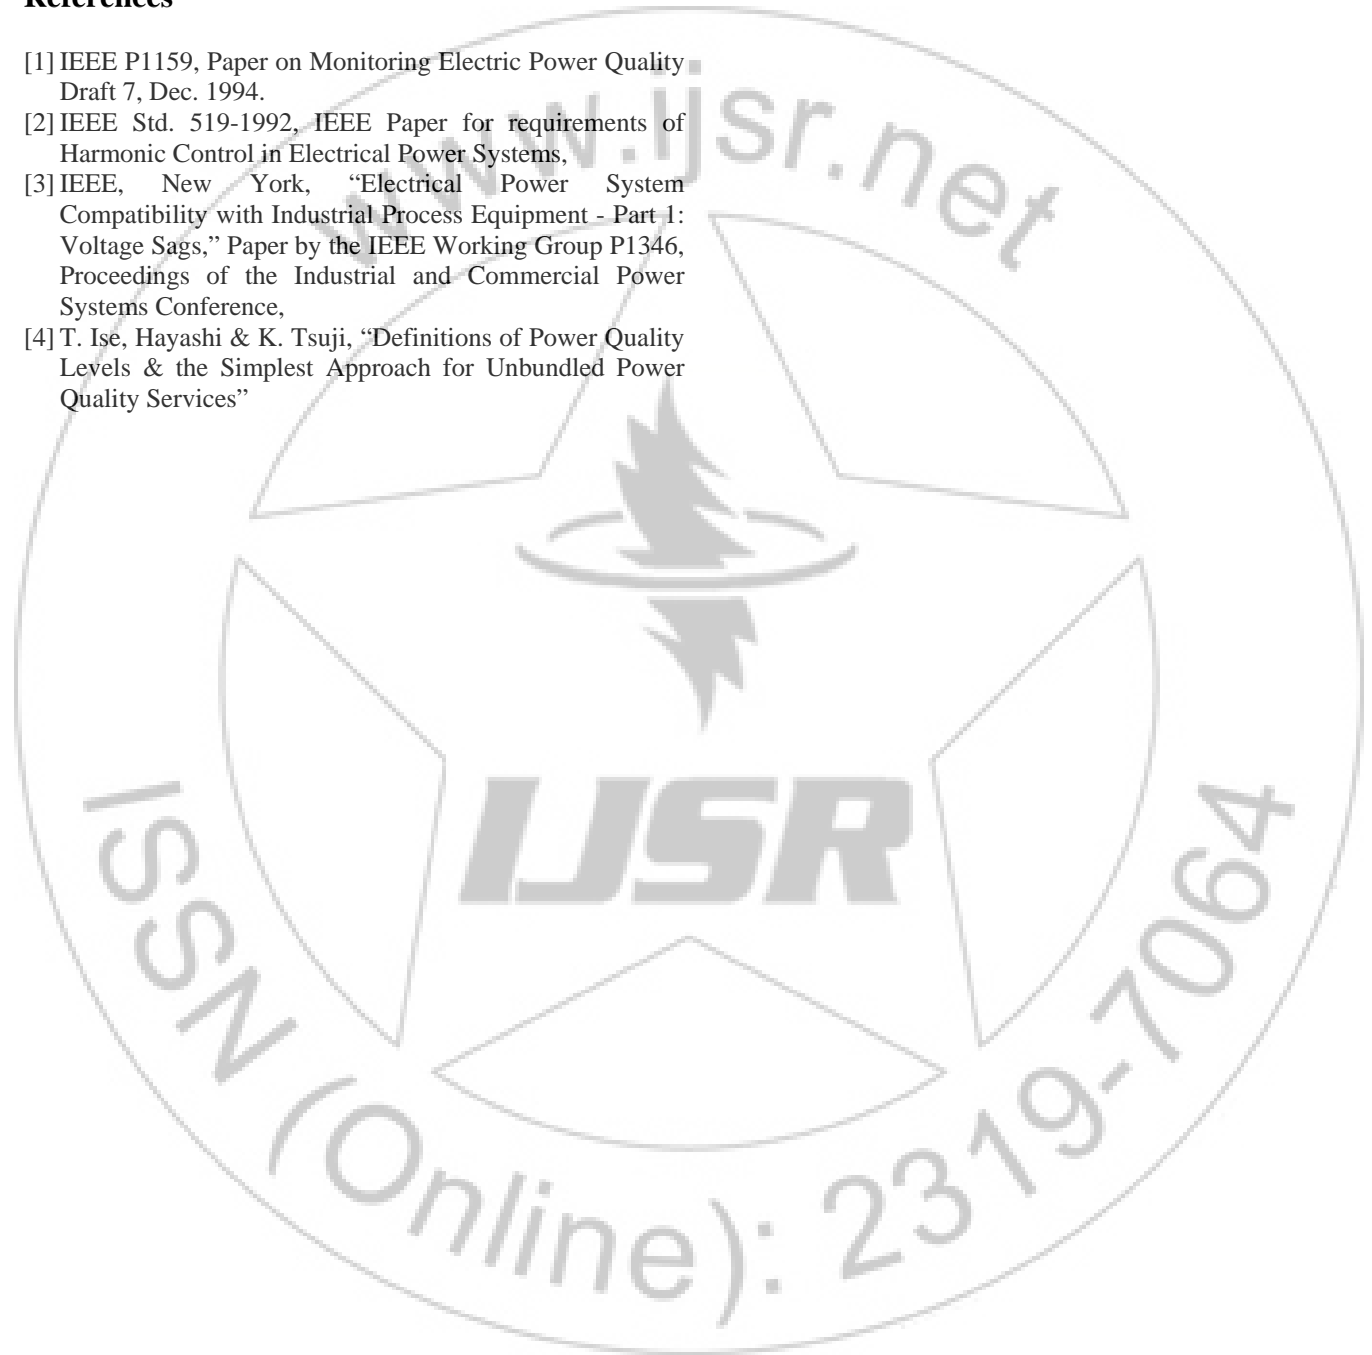 References
[1] IEEE P1159, Paper on Monitoring Electric Power Quality
Draft 7, Dec. 1994.
[2] IEEE Std. 519-1992, IEEE Paper for requirements of
Harmonic Control in Electrical Power Systems,
[3] IEEE, New York, “Electrical Power System
Compatibility with Industrial Process Equipment - Part 1:
Voltage Sags,” Paper by the IEEE Working Group P1346,
Proceedings of the Industrial and Commercial Power
Systems Conference,
[4] T. Ise, Hayashi & K. Tsuji, “Definitions of Power Quality
Levels & the Simplest Approach for Unbundled Power
Quality Services”
www.ijsr.net
IJSR
ISSN (Online): 2319-7064